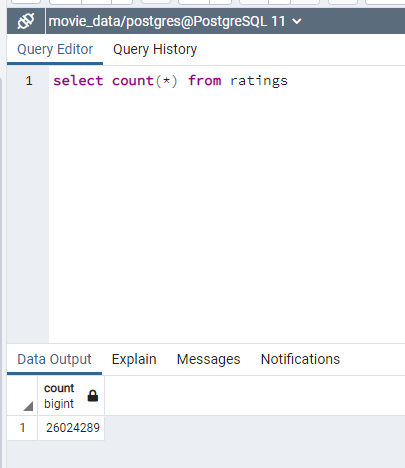 movie_data/postgres@PostgreSQL 11
Query Editor Query History
1 select count(*) from ratings
Data Output Explain Messages Notifications
count
bigint
1 26024289